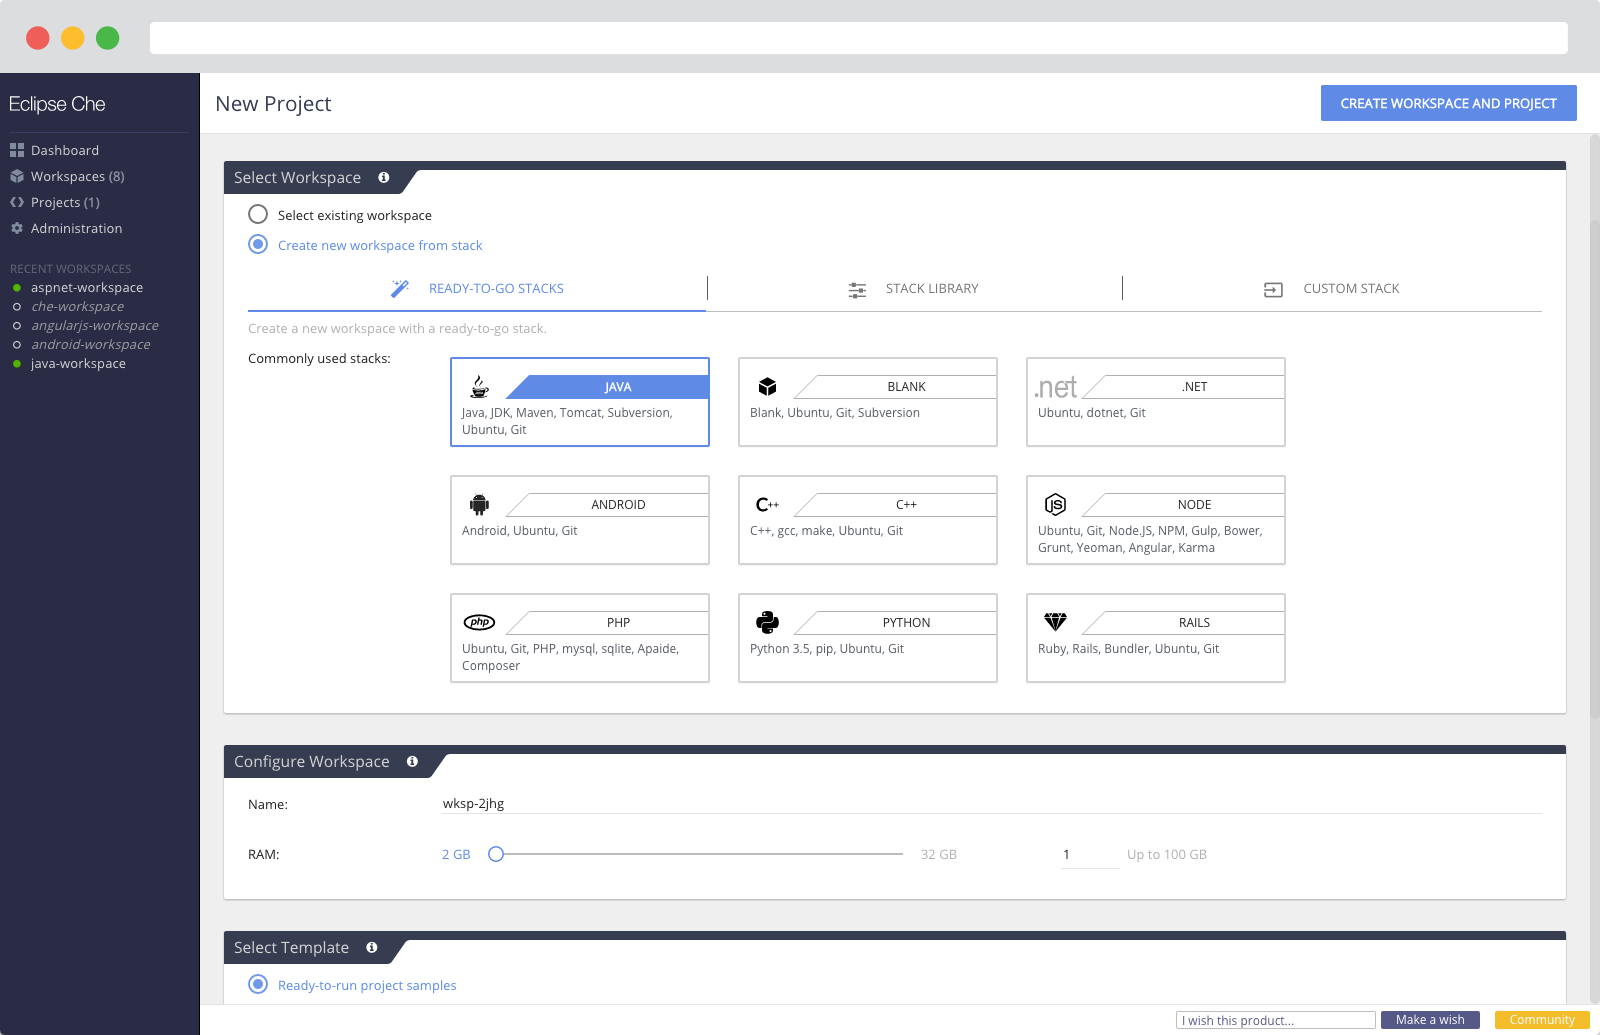 Eclipse Che
Dashboard
Workspaces (8)
Projects (1)
Administration
RECENT WORKSPACES
aspnet-workspace
che-workspace
angularjs-workspace
android-workspace
java-workspace
New Project
CREATE WORKSPACE AND PROJECT
Select Workspace
Select existing workspace
Create new workspace from stack
READY-TO-GO STACKS
STACK LIBRARY
CUSTOM STACK
Create a new workspace with a ready-to-go stack.
Commonly used stacks:
JAVA
Java, JDK, Maven, Tomcat, Subversion,
Ubuntu, Git
BLANK
Blank, Ubuntu, Git, Subversion
.net
.NET
Ubuntu, dotnet, Git
ANDROID
Android, Ubuntu, Git
C++
C++
C++, gcc, make, Ubuntu, Git
JS
NODE
Ubuntu, Git, Node.JS, NPM, Gulp, Bower,
Grunt, Yeoman, Angular, Karma
php
PHP
Ubuntu, Git, PHP, mysql, sqlite, Apaide,
Composer
PYTHON
Python 3.5, pip, Ubuntu, Git
RAILS
Ruby, Rails, Bundler, Ubuntu, Git
Configure Workspace
Name:
wksp-2jhg
RAM:
2 GB
32 GB
1
Up to 100 GB
Select Template
Ready-to-run project samples
I wish this product...
Make a wish
Community